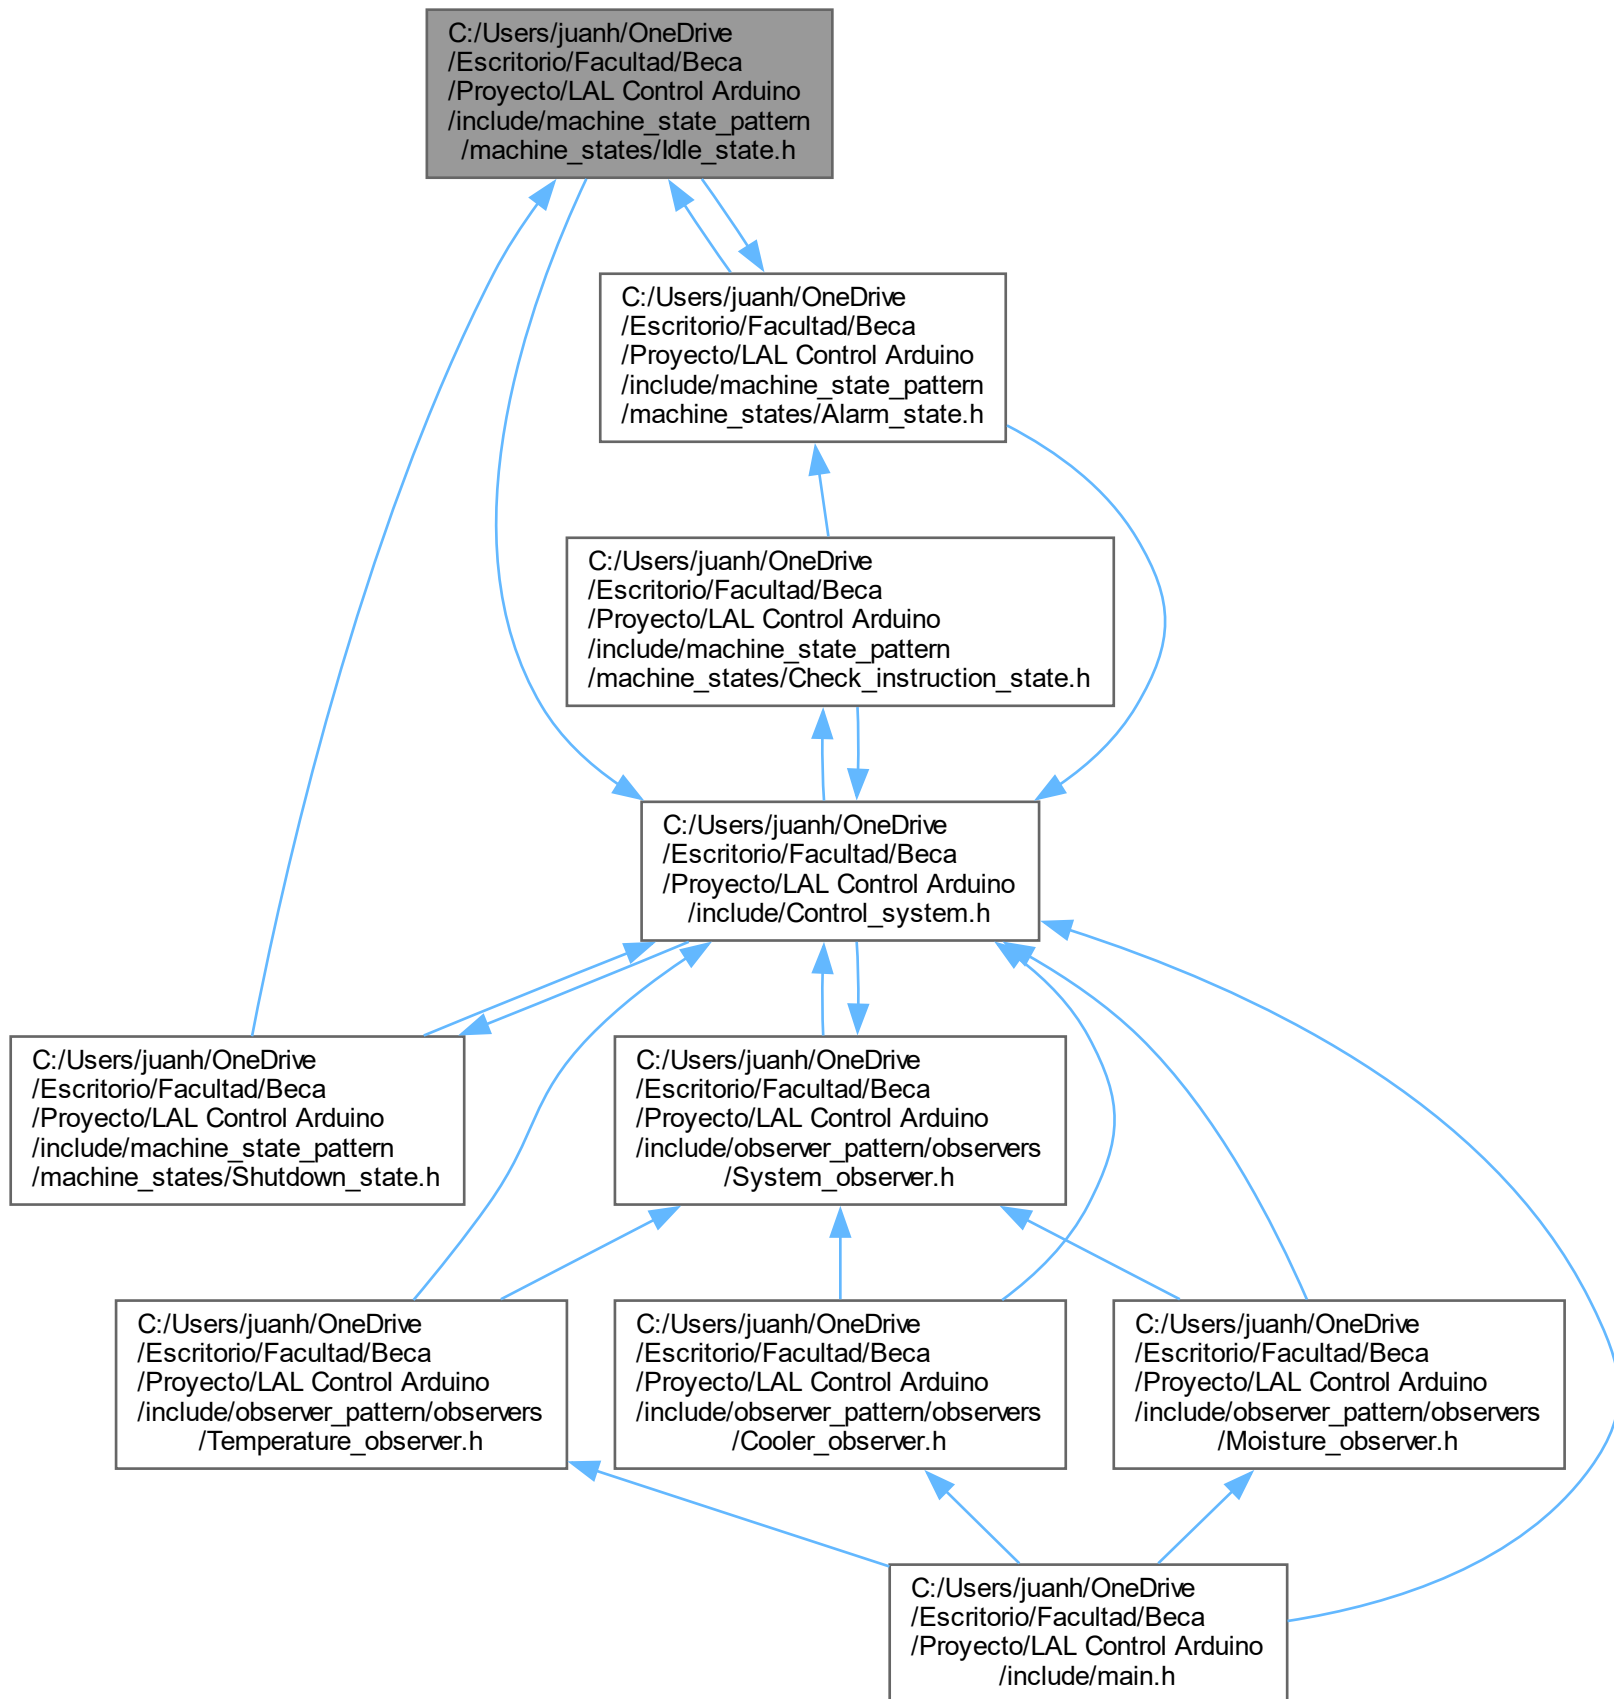 C:/Users/juanh/OneDrive
/Escritorio/Facultad/Beca
/Proyecto/LAL Control Arduino
/include/machine_state_pattern
/machine_states/Idle_state.h
C:/Users/juanh/OneDrive
/Escritorio/Facultad/Beca
/Proyecto/LAL Control Arduino
/include/machine_state_pattern
/machine_states/Alarm_state.h
C:/Users/juanh/OneDrive
/Escritorio/Facultad/Beca
/Proyecto/LAL Control Arduino
/include/machine_state_pattern
/machine_states/Check_instruction_state.h
C:/Users/juanh/OneDrive
/Escritorio/Facultad/Beca
/Proyecto/LAL Control Arduino
/include/Control_system.h
C:/Users/juanh/OneDrive
/Escritorio/Facultad/Beca
/Proyecto/LAL Control Arduino
/include/machine_state_pattern
/machine_states/Shutdown_state.h
C:/Users/juanh/OneDrive
/Escritorio/Facultad/Beca
/Proyecto/LAL Control Arduino
/include/observer_pattern/observers
/System_observer.h
C:/Users/juanh/OneDrive
/Escritorio/Facultad/Beca
/Proyecto/LAL Control Arduino
/include/observer_pattern/observers
/Temperature_observer.h
C:/Users/juanh/OneDrive
/Escritorio/Facultad/Beca
/Proyecto/LAL Control Arduino
/include/observer_pattern/observers
/Cooler_observer.h
C:/Users/juanh/OneDrive
/Escritorio/Facultad/Beca
/Proyecto/LAL Control Arduino
/include/observer_pattern/observers
/Moisture_observer.h
C:/Users/juanh/OneDrive
/Escritorio/Facultad/Beca
/Proyecto/LAL Control Arduino
/include/main.h